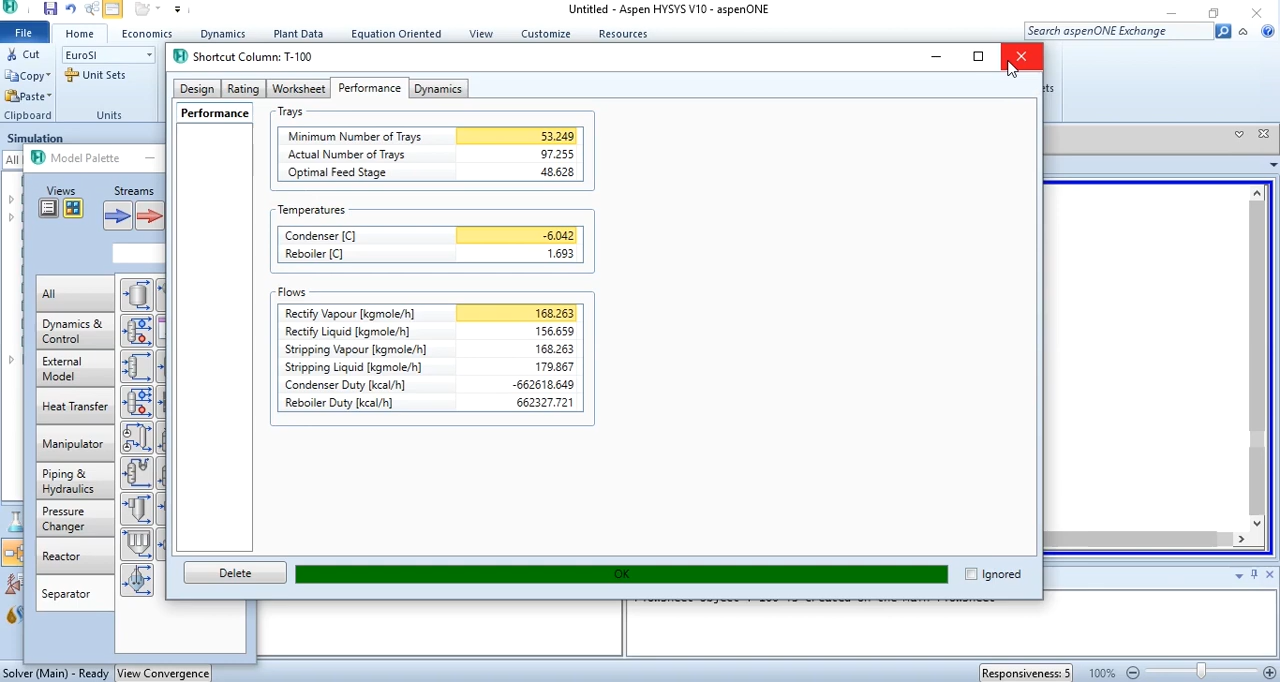 Untitled - Aspen HYSYS V10 - aspenONE
File Home Economics Dynamics Plant Data Equation Oriented View Customize Resources
Search aspenONE Exchange
Cut
EuroSI
Copy
Unit Sets
Paste
Clipboard
Units
Simulation
All
Model Palette
Views Streams
All
Dynamics & Control
External Model
Heat Transfer
Manipulator
Piping & Hydraulics
Pressure Changer
Reactor
Separator
Shortcut Column: T-100
Design Rating Worksheet Performance Dynamics
Performance
Trays
Minimum Number of Trays 53.249
Actual Number of Trays 97.255
Optimal Feed Stage 48.628
Temperatures
Condenser [C] -6.042
Reboiler [C] 1.693
Flows
Rectify Vapour [kgmole/h] 168.263
Rectify Liquid [kgmole/h] 156.659
Stripping Vapour [kgmole/h] 168.263
Stripping Liquid [kgmole/h] 179.867
Condenser Duty [kcal/h] -662618.649
Reboiler Duty [kcal/h] 662327.721
Delete
OK
Ignored
Solver (Main) - Ready View Convergence
Responsiveness: 5 100%